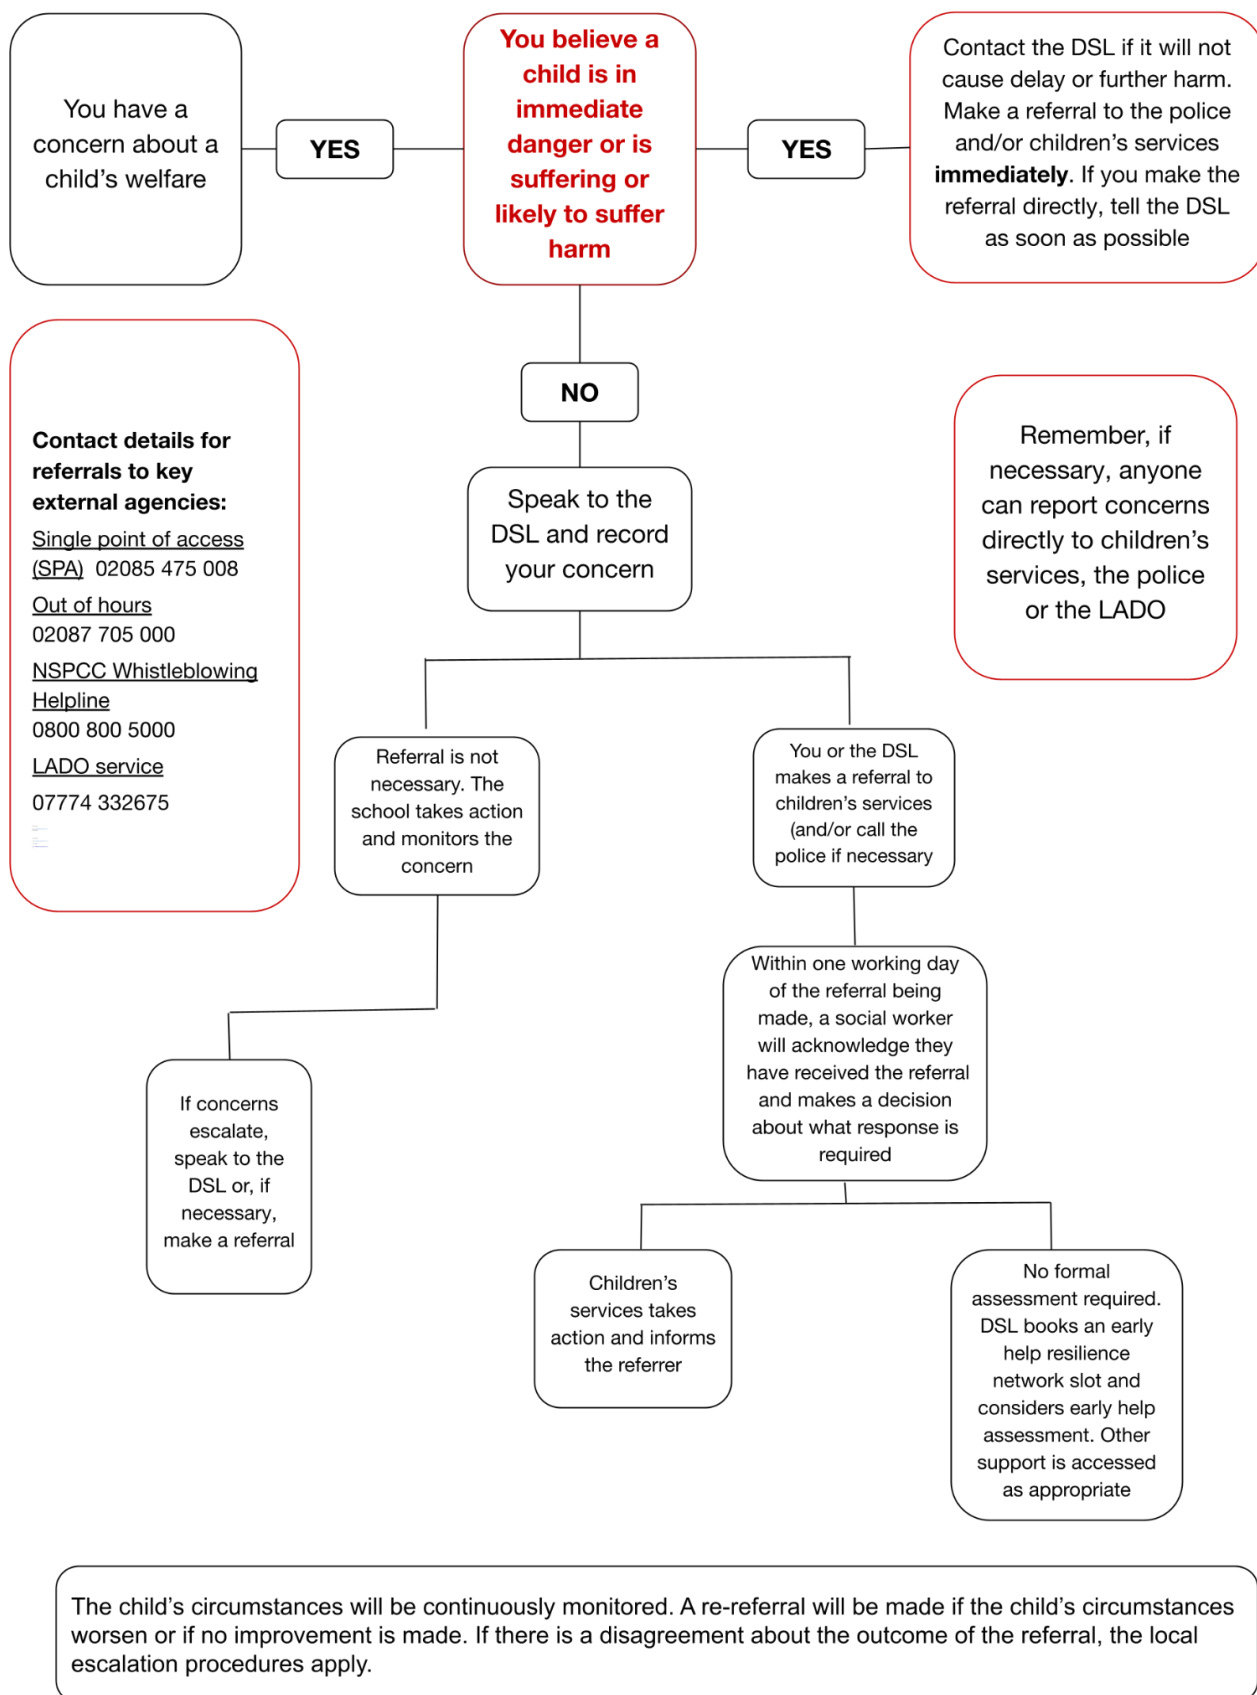 You have a
concern about a
child's welfare
YES
You believe a
child is in
immediate
danger or is
suffering or
likely to suffer
harm
YES
Contact the DSL if it will not
cause delay or further harm.
Make a referral to the police
and/or children's services
immediately. If you make the
referral directly, tell the DSL
as soon as possible
NO
Contact details for
referrals to key
external agencies:
Single point of access
(SPA) 02085 475 008
Out of hours
02087 705 000
NSPCC Whistleblowing
Helpline
0800 800 5000
LADO service
07774 332675
Speak to the
DSL and record
your concern
Remember, if
necessary, anyone
can report concerns
directly to children's
services, the police
or the LADO
Referral is not
necessary. The
school takes action
and monitors the
concern
You or the DSL
makes a referral to
children's services
(and/or call the
police if necessary
If concerns
escalate,
speak to the
DSL or, if
necessary,
make a referral
Within one working day
of the referral being
made, a social worker
will acknowledge they
have received the referral
and makes a decision
about what response is
required
Children's
services takes
action and informs
the referrer
No formal
assessment required.
DSL books an early
help resilience
network slot and
considers early help
assessment. Other
support is accessed
as appropriate
The child's circumstances will be continuously monitored. A re-referral will be made if the child's circumstances
worsen or if no improvement is made. If there is a disagreement about the outcome of the referral, the local
escalation procedures apply.